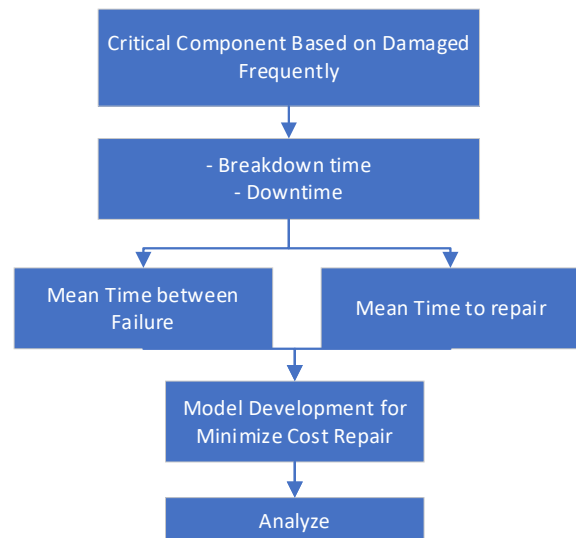 Critical Component Based on Damaged
Frequently
- Breakdown time
- Downtime
Mean Time between
Failure
Mean Time to repair
Model Development for
Minimize Cost Repair
Analyze